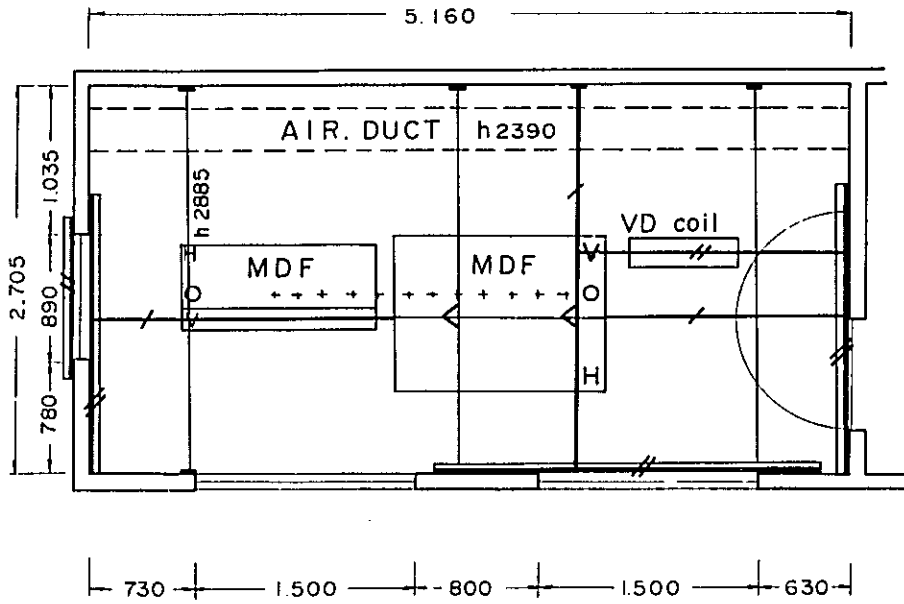 5.160
AIR. DUCT h2390
1.035
h 2885
2.705
890
780
VD coil
H
MDF
MDF
V
O
O
V
H
730 1.500 800 1.500 630